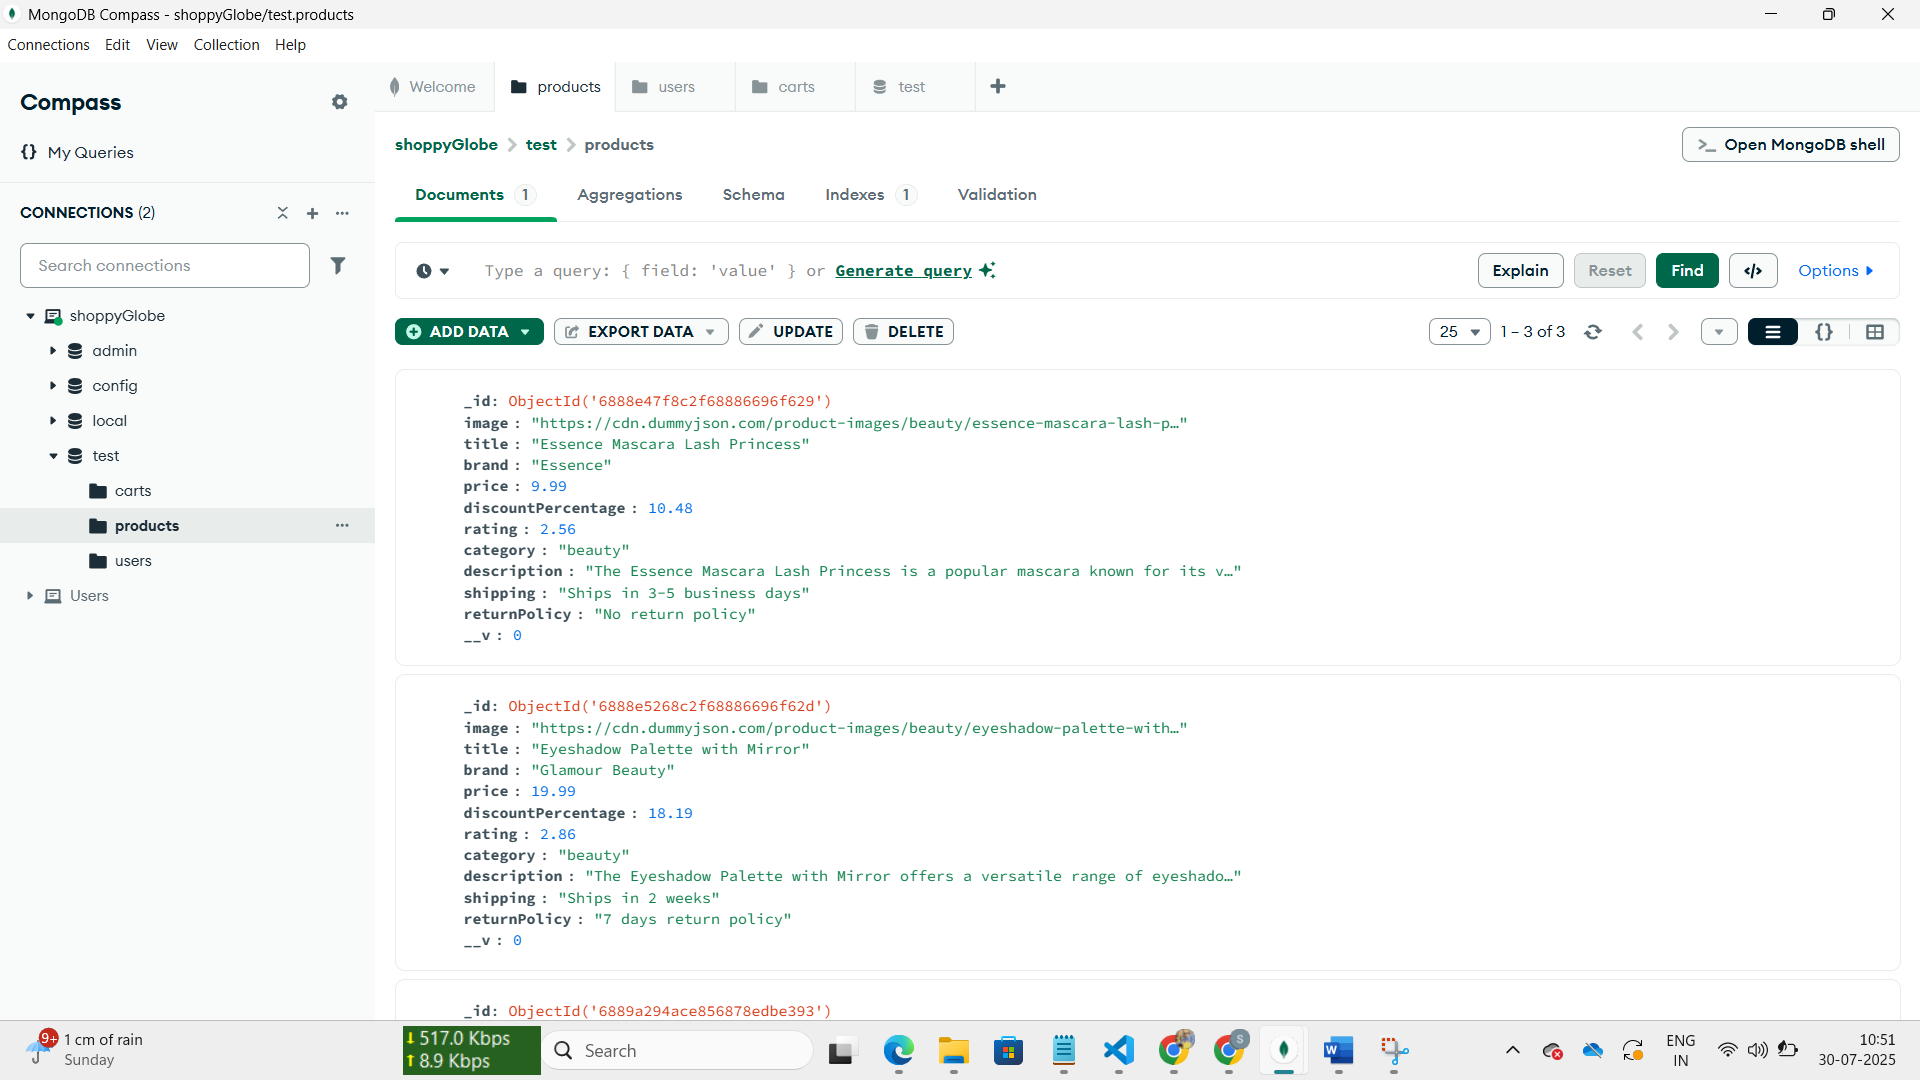 MongoDB Compass - shoppyGlobe/test.products
Connections Edit View Collection Help
Compass
{} My Queries
CONNECTIONS (2)
Search connections
shoppyGlobe
admin
config
local
test
carts
products
users
Users
Welcome products users carts test
shoppyGlobe > test > products
Open MongoDB shell
Documents 1 Aggregations Schema Indexes 1 Validation
Type a query: { field: 'value' } or Generate query
Explain Reset Find </> Options
ADD DATA EXPORT DATA UPDATE DELETE
25 1 – 3 of 3 {}
_id: ObjectId('6888e47f8c2f68886696f629')
image : "https://cdn.dummyjson.com/product-images/beauty/essence-mascara-lash-p…"
title : "Essence Mascara Lash Princess"
brand : "Essence"
price : 9.99
discountPercentage : 10.48
rating : 2.56
category : "beauty"
description : "The Essence Mascara Lash Princess is a popular mascara known for its v…"
shipping : "Ships in 3-5 business days"
returnPolicy : "No return policy"
__v : 0
_id: ObjectId('6888e5268c2f68886696f62d')
image : "https://cdn.dummyjson.com/product-images/beauty/eyeshadow-palette-with…"
title : "Eyeshadow Palette with Mirror"
brand : "Glamour Beauty"
price : 19.99
discountPercentage : 18.19
rating : 2.86
category : "beauty"
description : "The Eyeshadow Palette with Mirror offers a versatile range of eyeshado…"
shipping : "Ships in 2 weeks"
returnPolicy : "7 days return policy"
__v : 0
_id: ObjectId('6889a294ace856878edbe393')
9+ 1 cm of rain
Sunday
517.0 Kbps
8.9 Kbps
Search
S
ENG
IN
10:51
30-07-2025